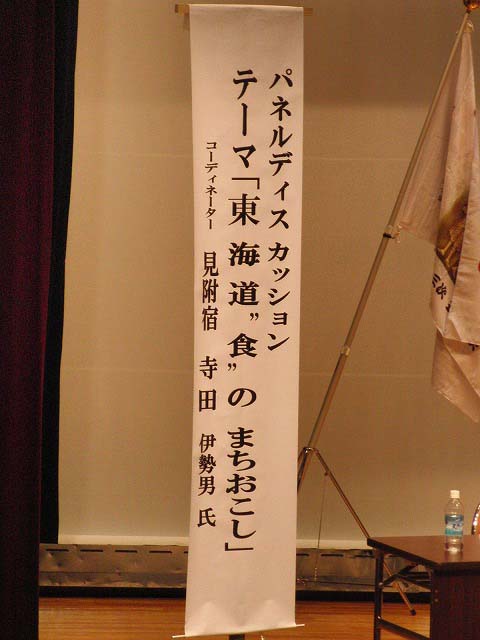 パネルディスカッション
テーマ「東海道”食”のまちおこし」
コーディネーター 見附宿 寺田 伊勢男 氏